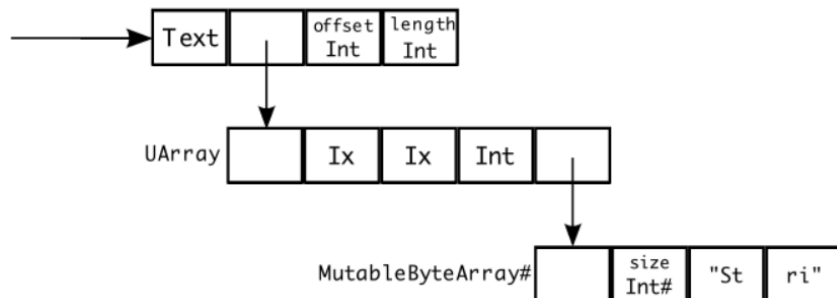 Text offset Int length Int
UArray Ix Ix Int
MutableByteArray# size Int# "St ri"